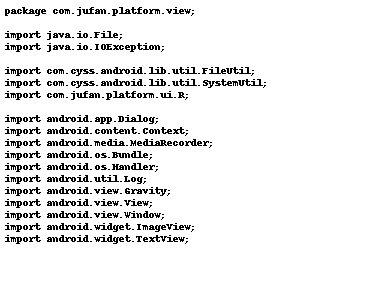 package com.jufan.platform.view;
import java.io.File;
import java.io.IOException;
import com.cyss.android.lib.util.FileUtil;
import com.cyss.android.lib.util.SystemUtil;
import com.jufan.platform.ui.R;
import android.app.Dialog;
import android.content.Context;
import android.media.MediaRecorder;
import android.os.Bundle;
import android.os.Handler;
import android.util.Log;
import android.view.Gravity;
import android.view.View;
import android.view.Window;
import android.widget.ImageView;
import android.widget.TextView;